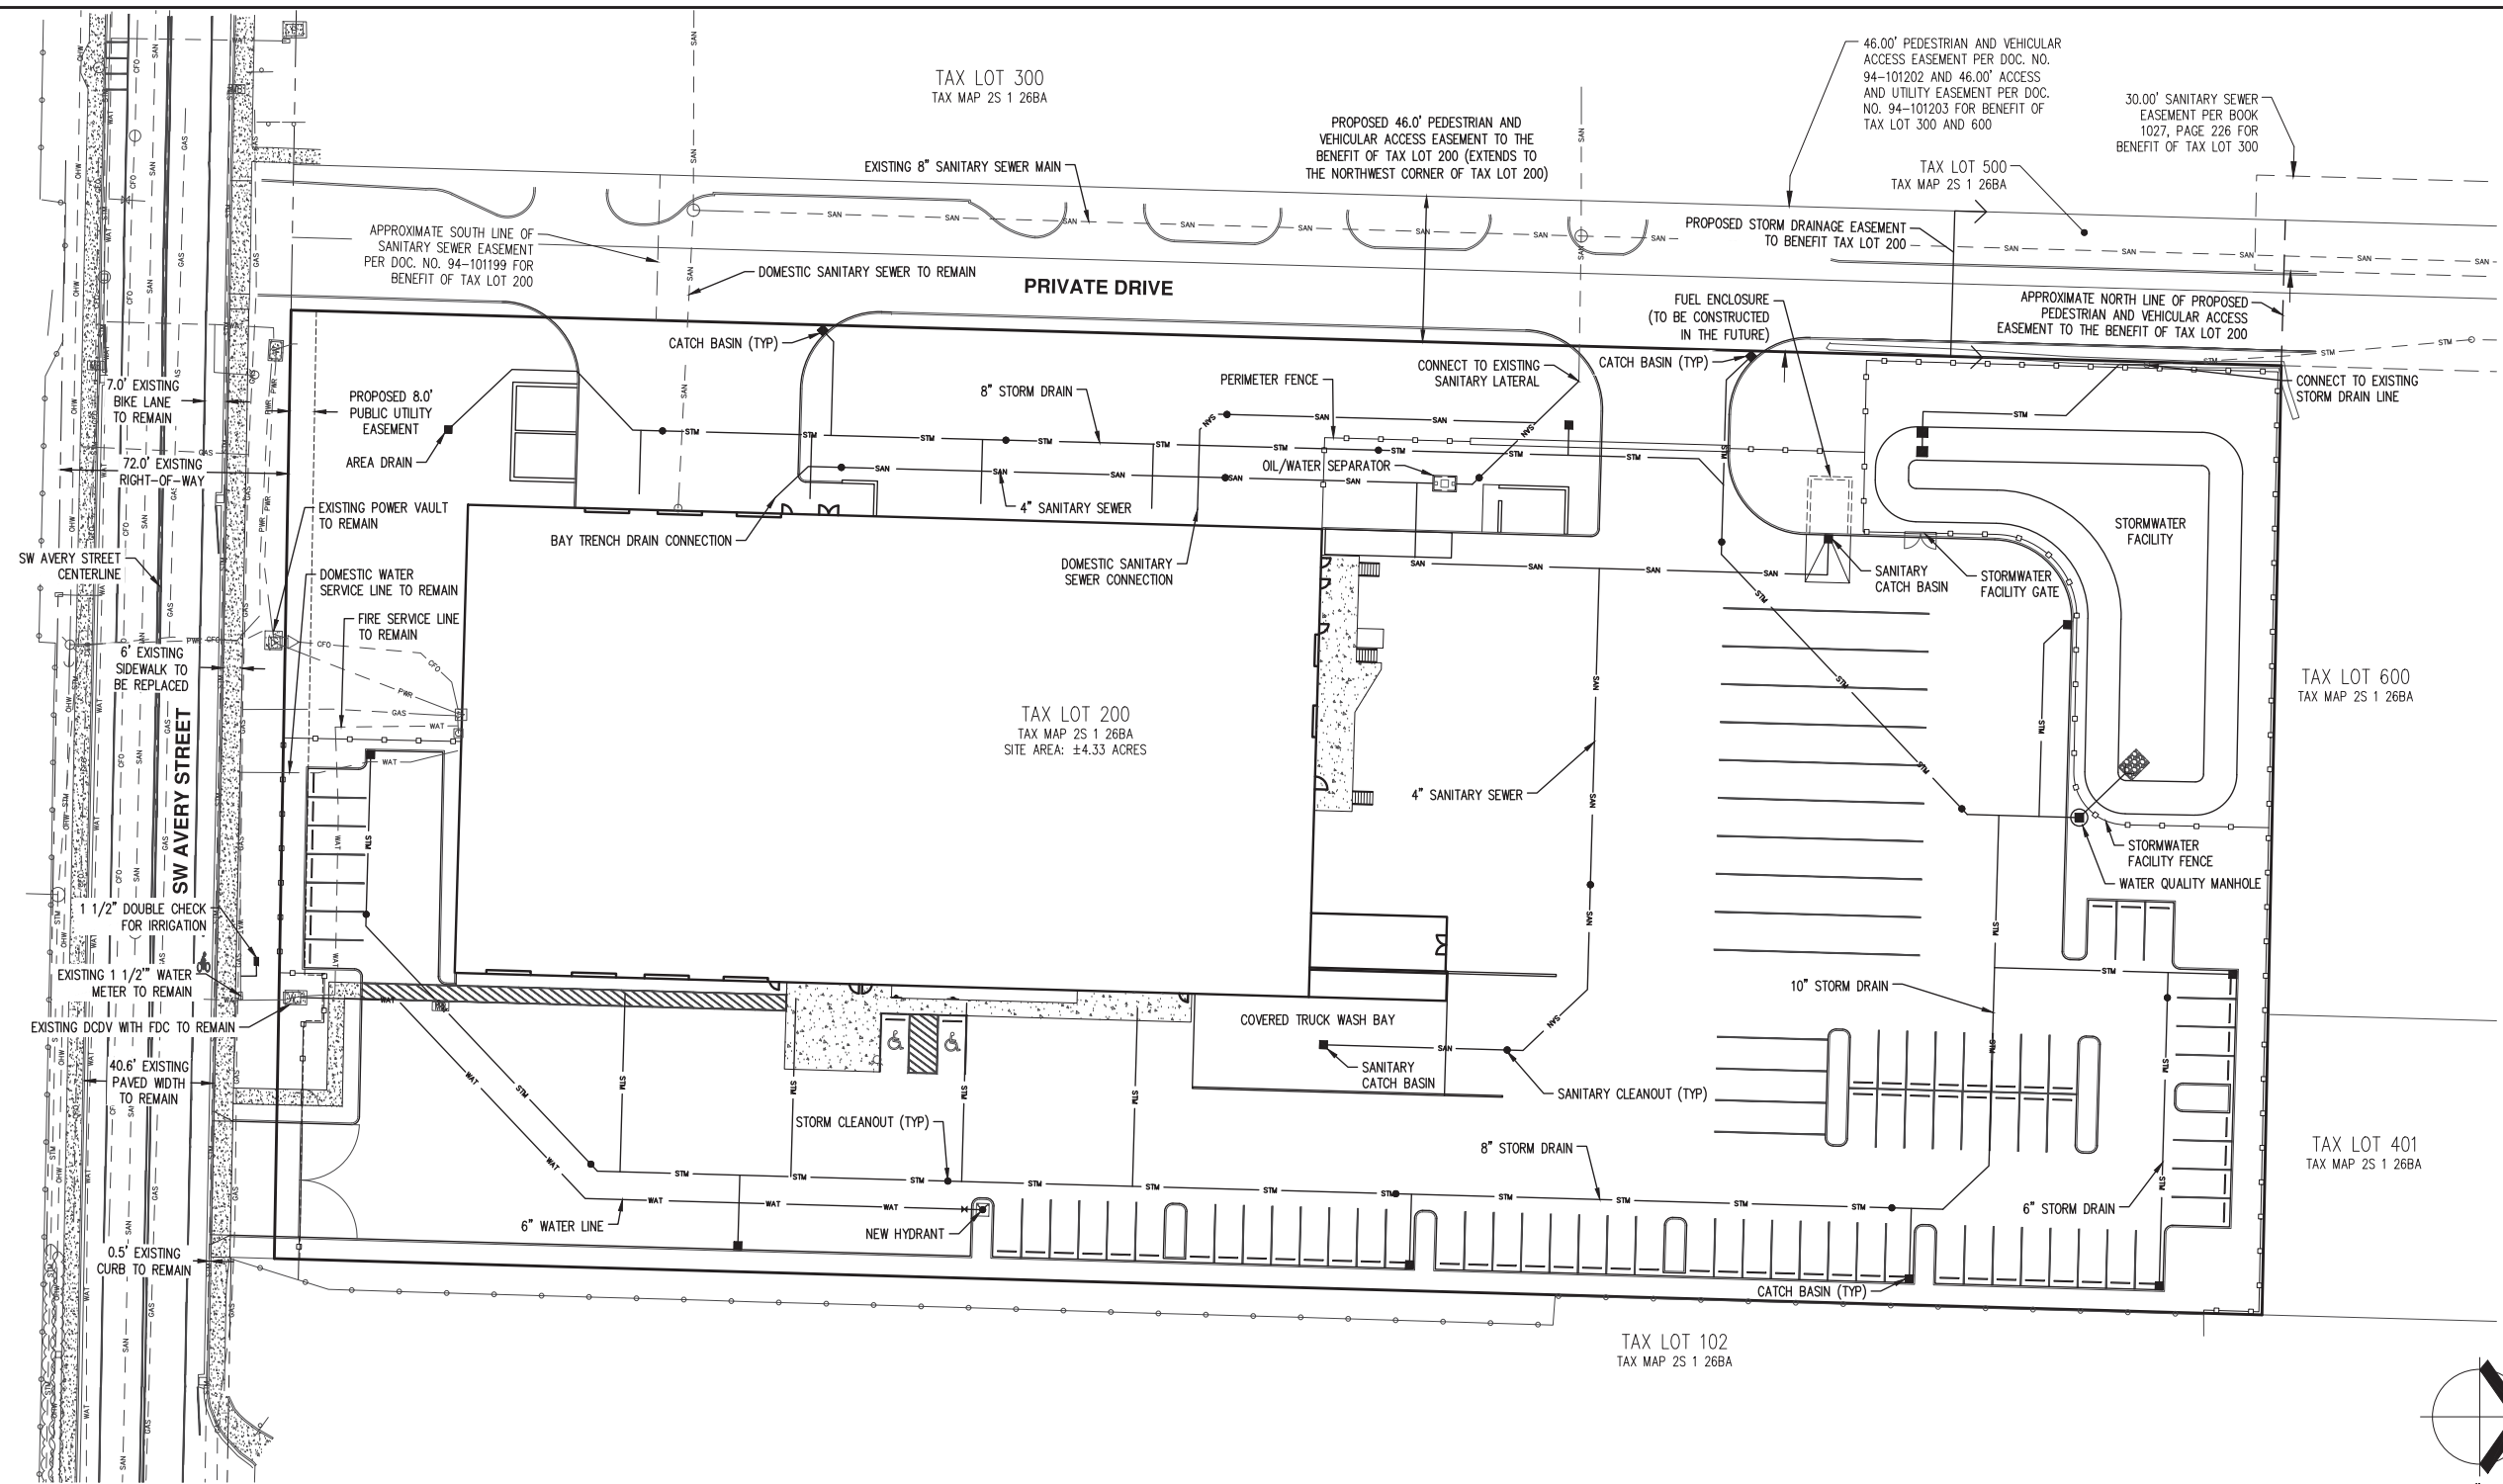 TAX LOT 300
TAX MAP 2S 1 26BA
46.00' PEDESTRIAN AND VEHICULAR
ACCESS EASEMENT PER DOC. NO.
94-101202 AND 46.00' ACCESS
AND UTILITY EASEMENT PER DOC.
NO. 94-101203 FOR BENEFIT OF
TAX LOT 300 AND 600
30.00' SANITARY SEWER
EASEMENT PER BOOK
1027, PAGE 226 FOR
BENEFIT OF TAX LOT 300
PROPOSED 46.0' PEDESTRIAN AND
VEHICULAR ACCESS EASEMENT TO THE
BENEFIT OF TAX LOT 200 (EXTENDS TO
THE NORTHWEST CORNER OF TAX LOT 200)
EXISTING 8" SANITARY SEWER MAIN
TAX LOT 500
TAX MAP 2S 1 26BA
APPROXIMATE SOUTH LINE OF
SANITARY SEWER EASEMENT
PER DOC. NO. 94-101199 FOR
BENEFIT OF TAX LOT 200
PROPOSED STORM DRAINAGE EASEMENT
TO BENEFIT TAX LOT 200
DOMESTIC SANITARY SEWER TO REMAIN
PRIVATE DRIVE
FUEL ENCLOSURE
(TO BE CONSTRUCTED
IN THE FUTURE)
APPROXIMATE NORTH LINE OF PROPOSED
PEDESTRIAN AND VEHICULAR ACCESS
EASEMENT TO THE BENEFIT OF TAX LOT 200
CATCH BASIN (TYP)
CONNECT TO EXISTING
SANITARY LATERAL
CATCH BASIN (TYP)
CONNECT TO EXISTING
STORM DRAIN LINE
7.0' EXISTING
BIKE LANE
TO REMAIN
PROPOSED 8.0'
PUBLIC UTILITY
EASEMENT
8" STORM DRAIN
PERIMETER FENCE
AREA DRAIN
72.0' EXISTING
RIGHT-OF-WAY
OIL/WATER SEPARATOR
4" SANITARY SEWER
EXISTING POWER VAULT
TO REMAIN
BAY TRENCH DRAIN CONNECTION
STORMWATER
FACILITY
SW AVERY STREET
CENTERLINE
DOMESTIC SANITARY
SEWER CONNECTION
SANITARY
CATCH BASIN
STORMWATER
FACILITY GATE
DOMESTIC WATER
SERVICE LINE TO REMAIN
FIRE SERVICE LINE
TO REMAIN
6' EXISTING
SIDEWALK TO
BE REPLACED
TAX LOT 600
TAX MAP 2S 1 26BA
TAX LOT 200
TAX MAP 2S 1 26BA
SITE AREA: ±4.33 ACRES
SW AVERY STREET
4" SANITARY SEWER
STORMWATER
FACILITY FENCE
WATER QUALITY MANHOLE
1 1/2" DOUBLE CHECK
FOR IRRIGATION
EXISTING 1 1/2"" WATER
METER TO REMAIN
10" STORM DRAIN
EXISTING DCDV WITH FDC TO REMAIN
COVERED TRUCK WASH BAY
40.6' EXISTING
PAVED WIDTH
TO REMAIN
SANITARY
CATCH BASIN
SANITARY CLEANOUT (TYP)
STORM CLEANOUT (TYP)
8" STORM DRAIN
TAX LOT 401
TAX MAP 2S 1 26BA
6" WATER LINE
NEW HYDRANT
6" STORM DRAIN
0.5' EXISTING
CURB TO REMAIN
CATCH BASIN (TYP)
TAX LOT 102
TAX MAP 2S 1 26BA